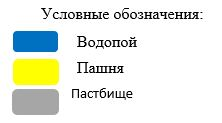 Условные обозначения:
Водопой
Пашня
Пастбище